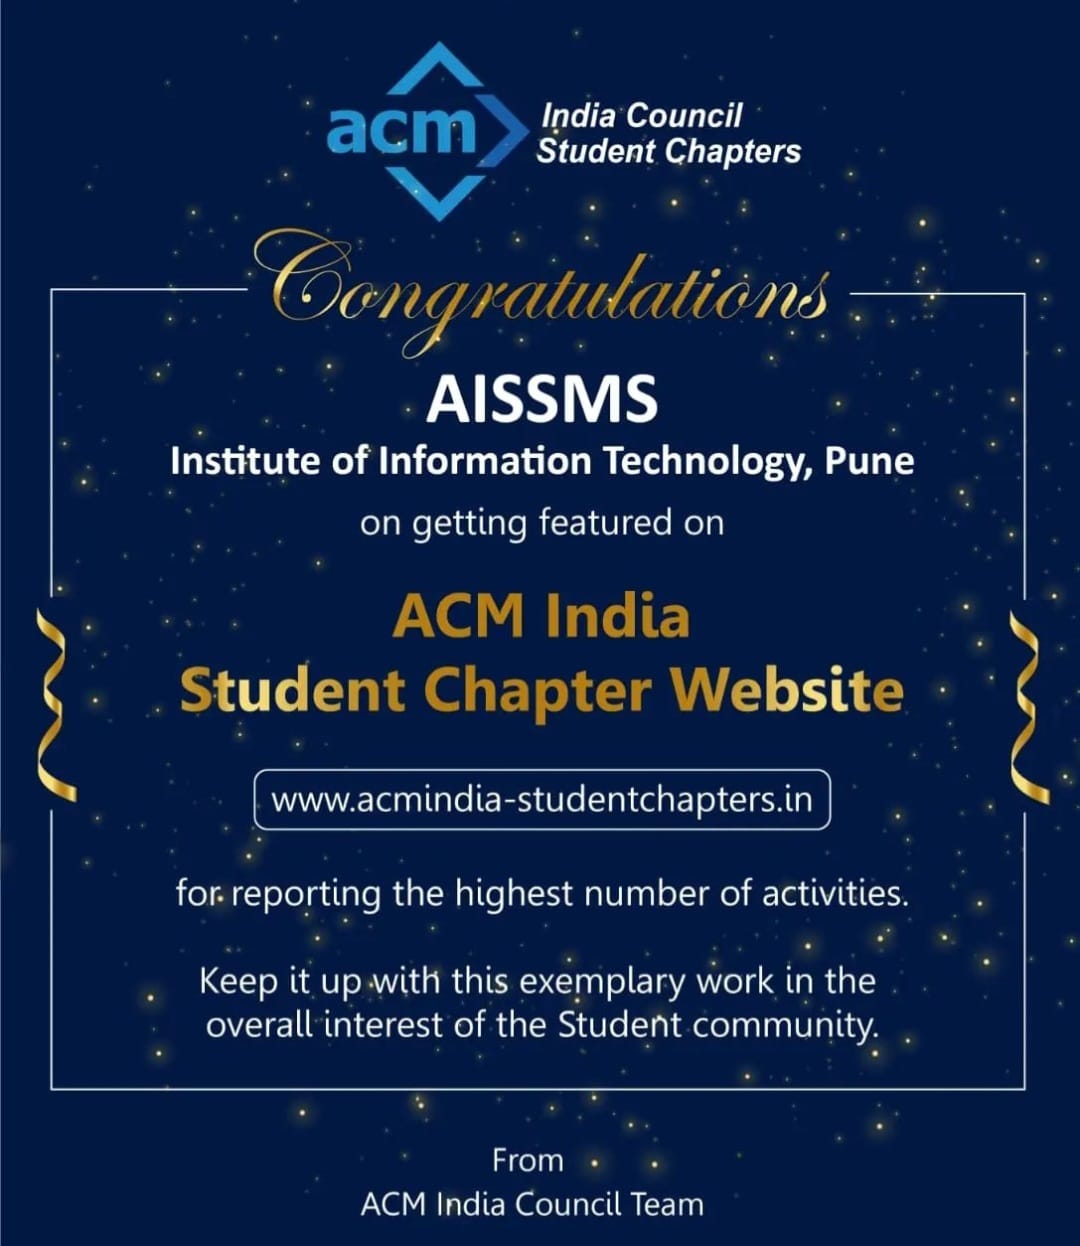 acm
India Council
Student Chapters
Congratulations
AISSMS
Institute of Information Technology, Pune
on getting featured on
ACM India
Student Chapter Website
www.acmindia-studentchapters.in
for reporting the highest number of activities.
Keep it up with this exemplary work in the
overall interest of the Student community.
From
ACM India Council Team